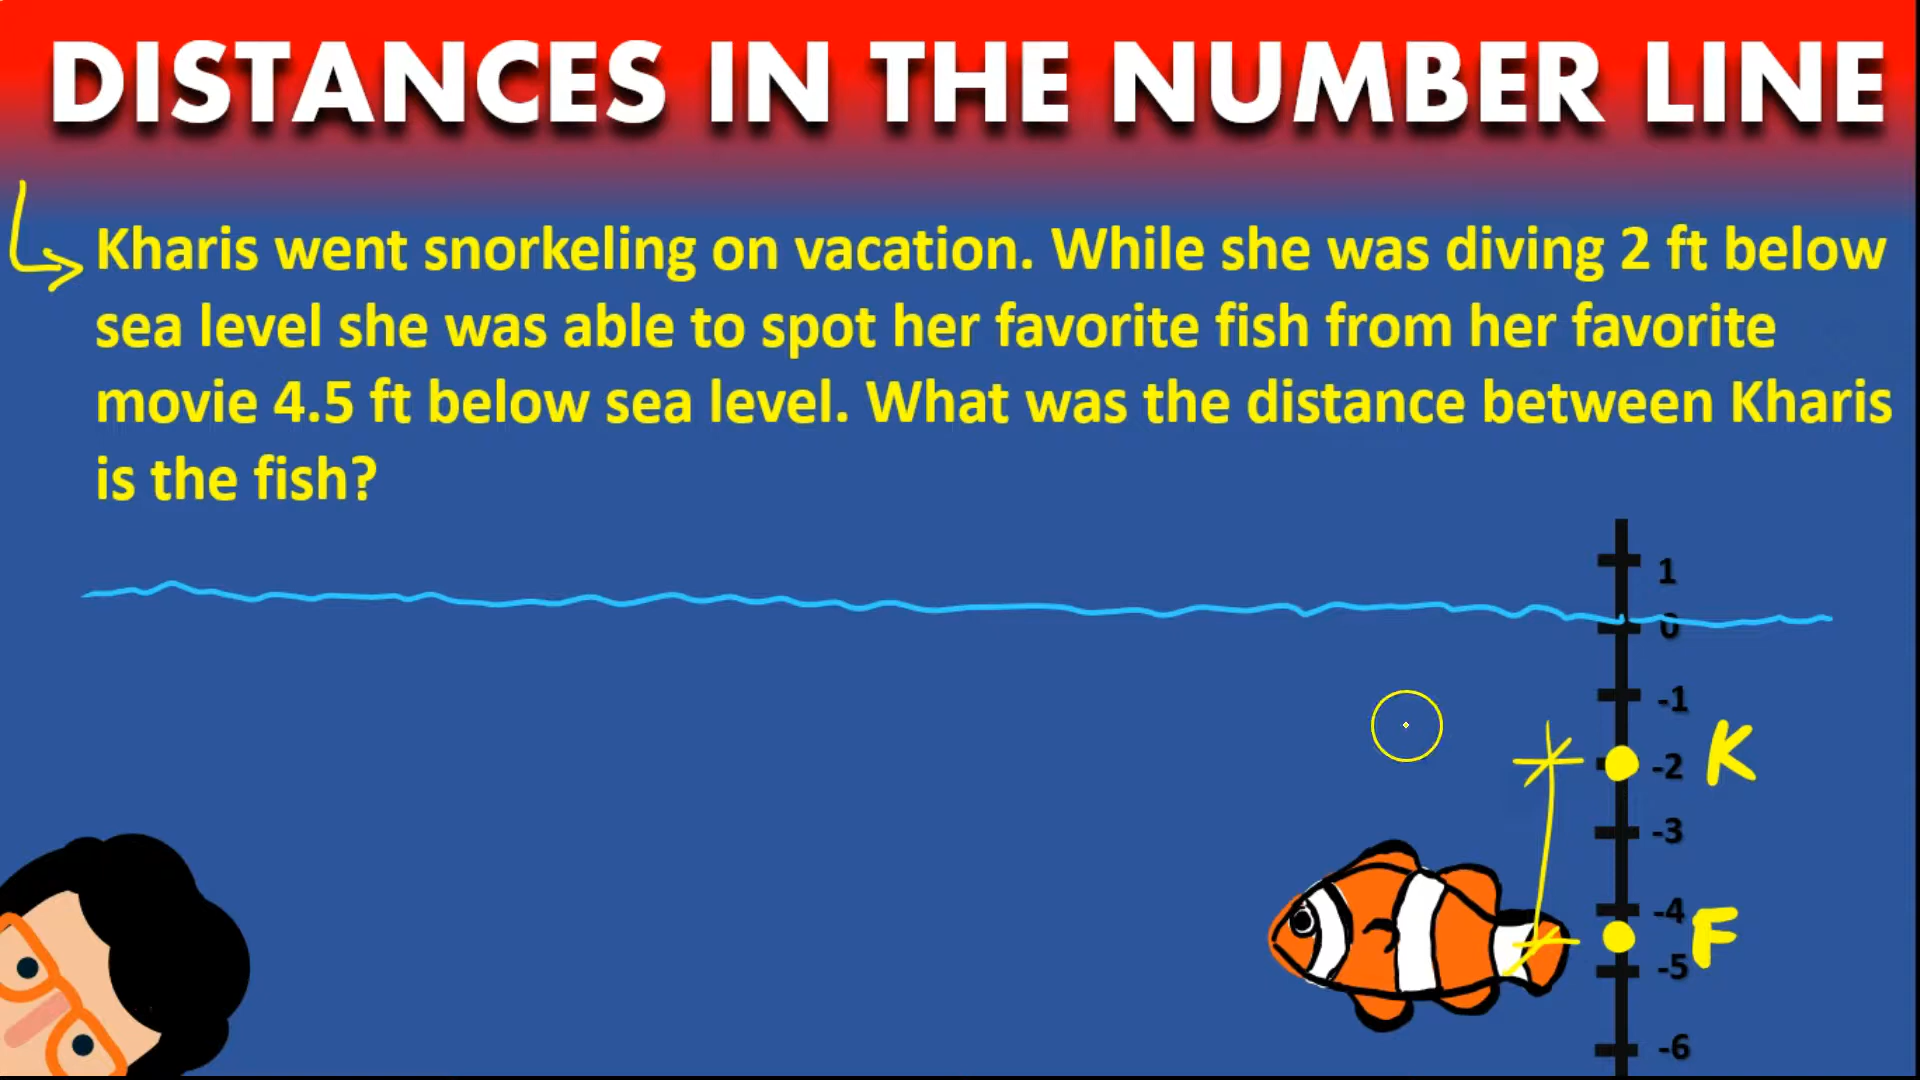 DISTANCES IN THE NUMBER LINE
Kharis went snorkeling on vacation. While she was diving 2 ft below
sea level she was able to spot her favorite fish from her favorite
movie 4.5 ft below sea level. What was the distance between Kharis
is the fish?
1
0
-1
-2 K
-3
-4 F
-5
-6